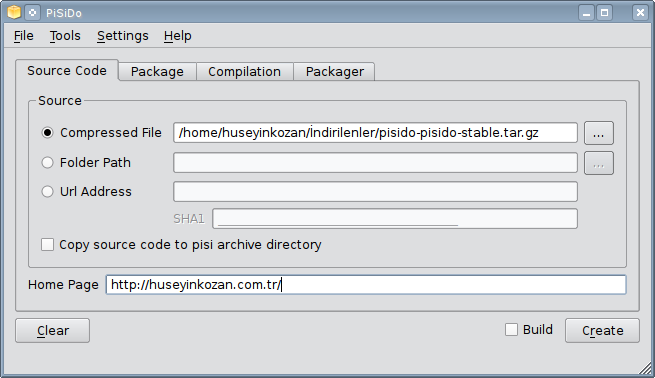 PiSiDo
File Tools Settings Help
Source Code Package Compilation Packager
Source
Compressed File /home/huseyinkozan/İndirilenler/pisido-pisido-stable.tar.gz ...
Folder Path ...
Url Address
SHA1 ________________________________________
Copy source code to pisi archive directory
Home Page http://huseyinkozan.com.tr/
Clear Build Create